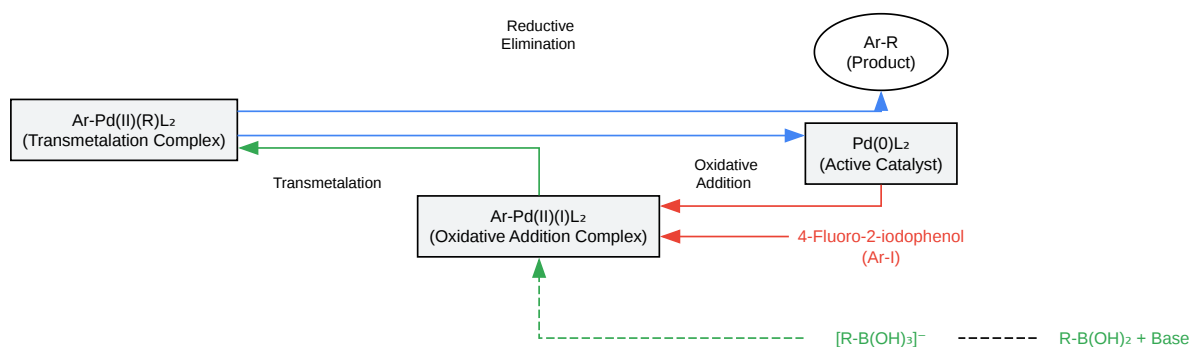 Reductive
Elimination
Ar-R
(Product)
Ar-Pd(II)(R)L₂
(Transmetalation Complex)
Pd(0)L₂
(Active Catalyst)
Oxidative
Addition
Transmetalation
Ar-Pd(II)(I)L₂
(Oxidative Addition Complex)
4-Fluoro-2-iodophenol
(Ar-I)
[R-B(OH)₃]⁻
R-B(OH)₂ + Base